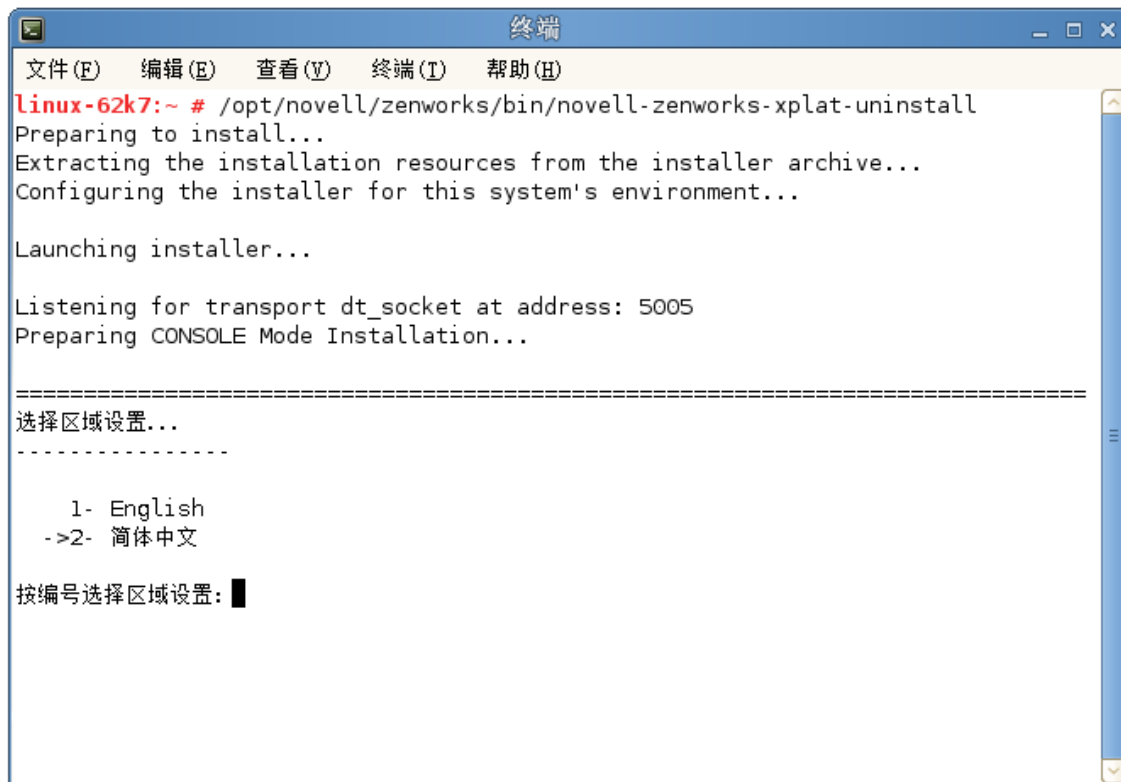 终端
文件(F) 编辑(E) 查看(V) 终端(T) 帮助(H)
linux-62k7:~ # /opt/novell/zenworks/bin/novell-zenworks-xplat-uninstall
Preparing to install...
Extracting the installation resources from the installer archive...
Configuring the installer for this system's environment...
Launching installer...
Listening for transport dt_socket at address: 5005
Preparing CONSOLE Mode Installation...
===============================================================================
选择区域设置...
----------------
1- English
->2- 简体中文
按编号选择区域设置: